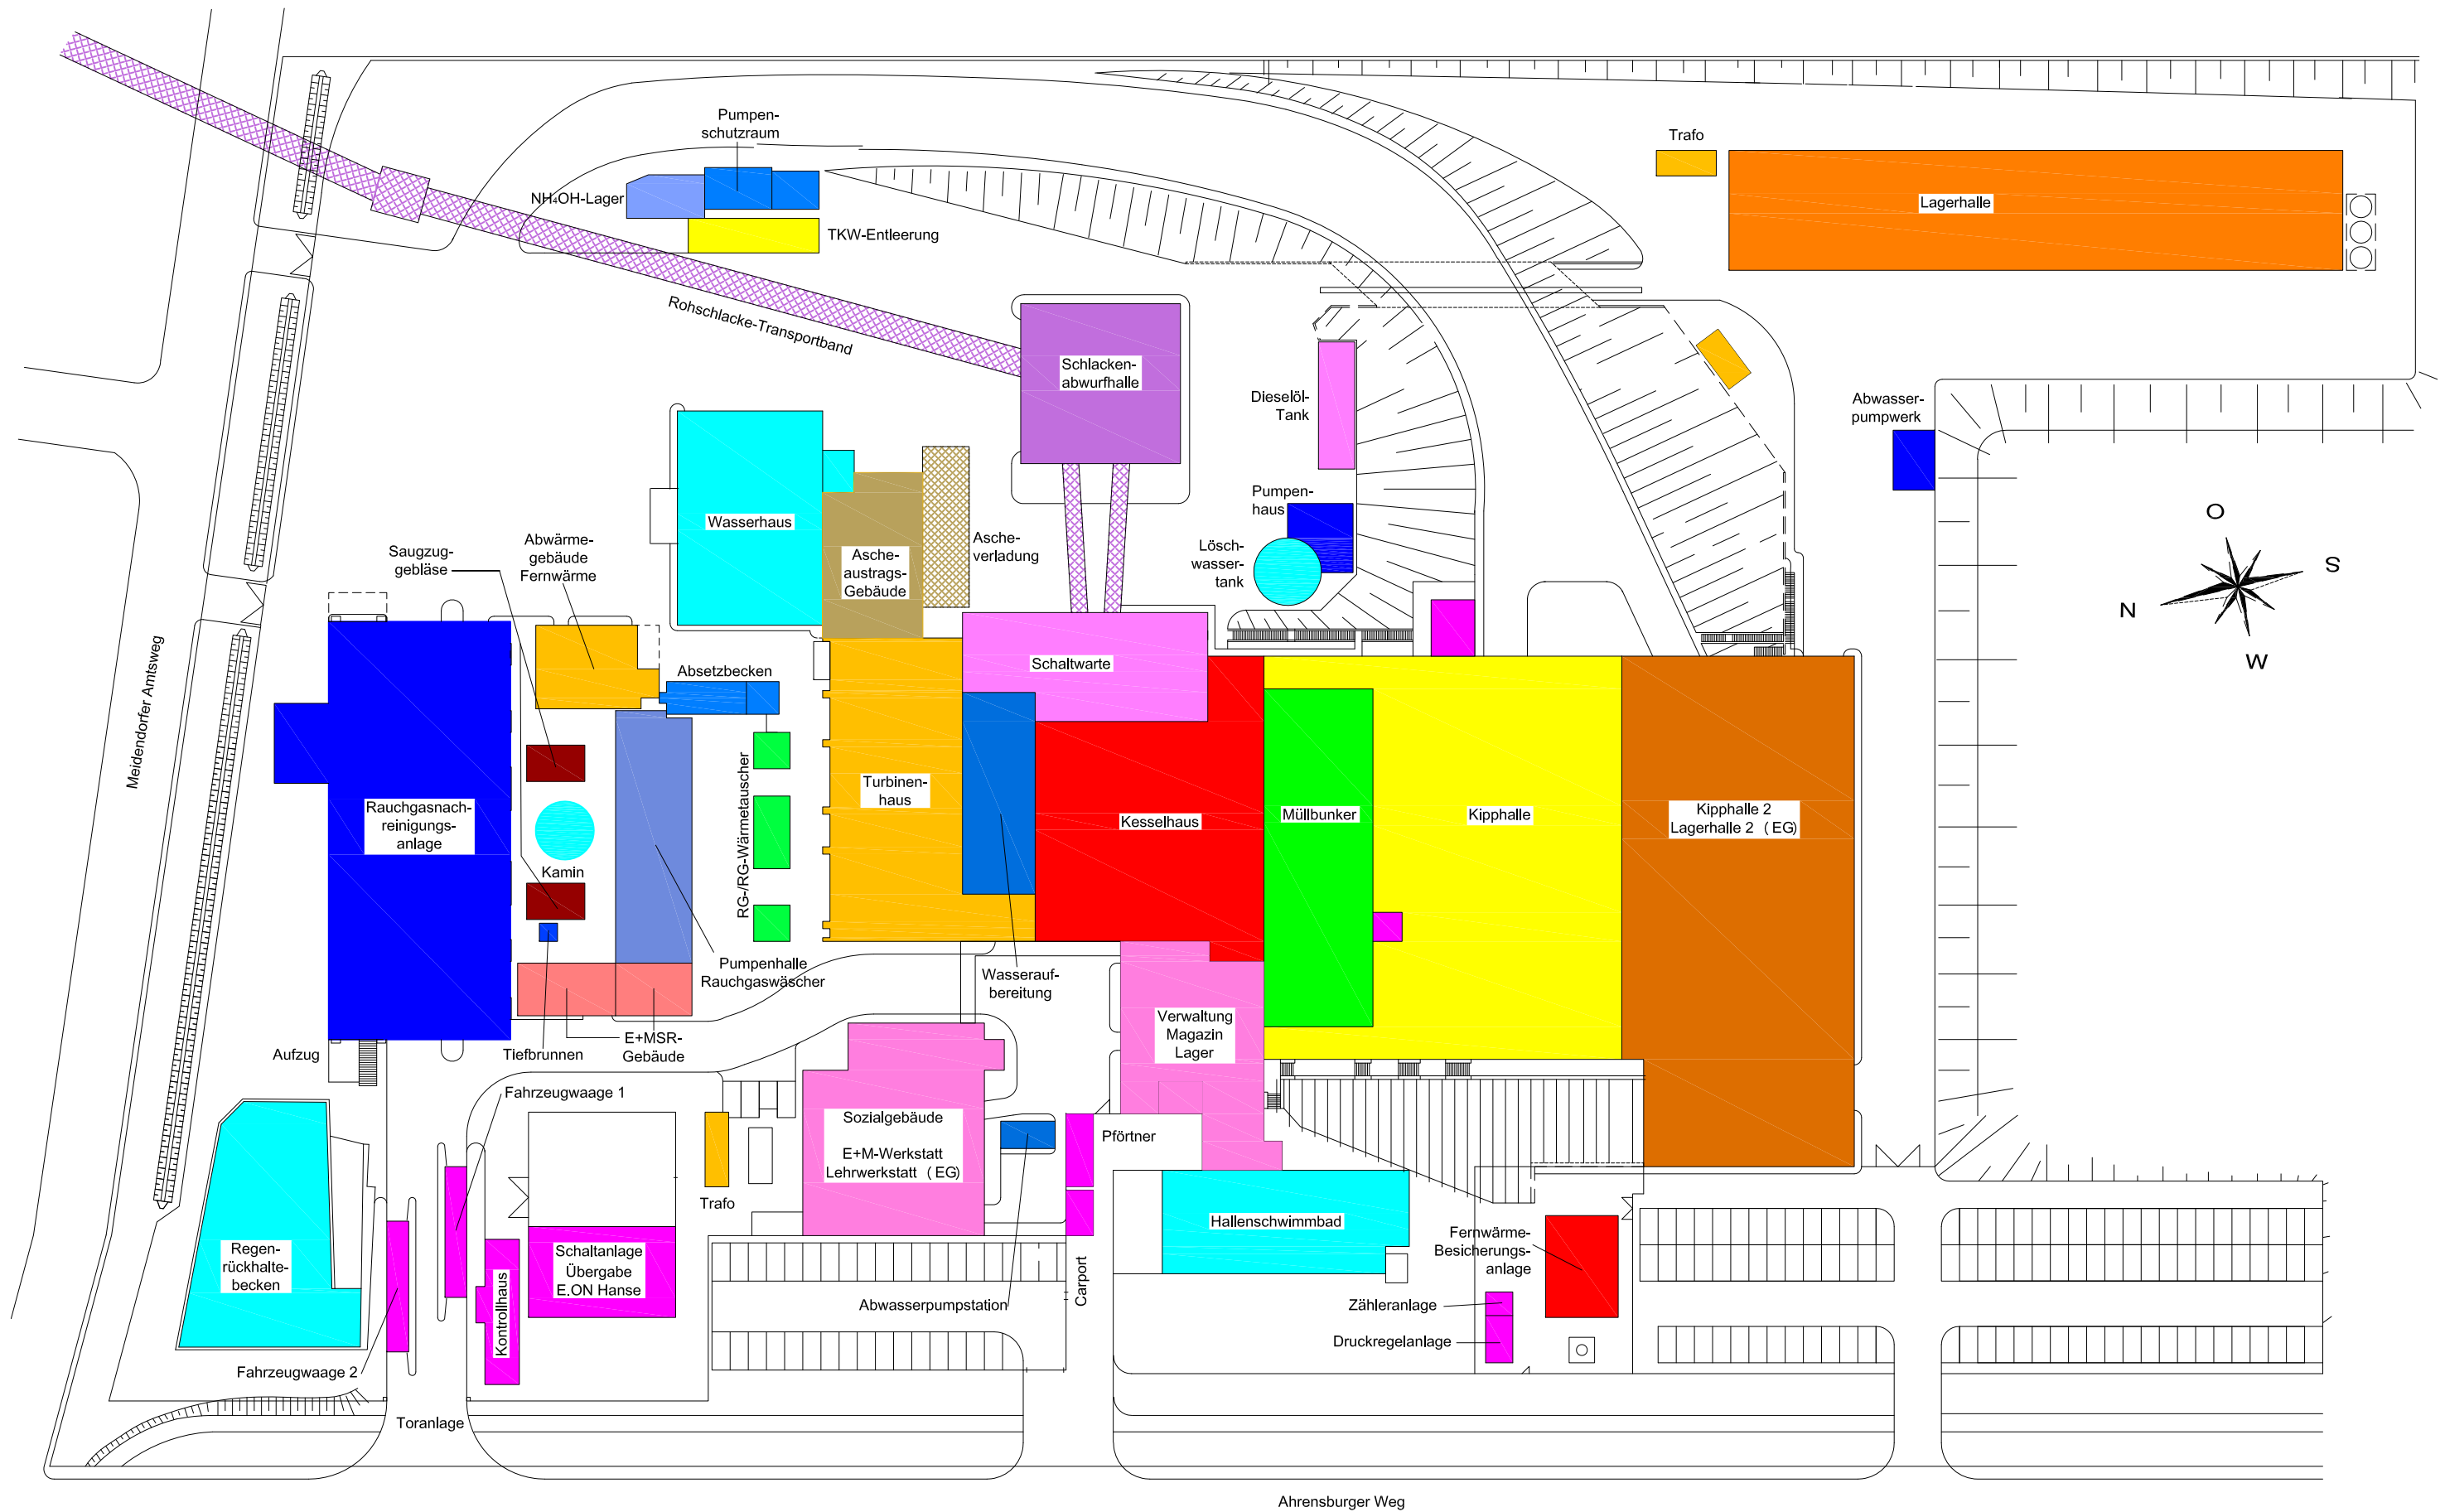 Pumpen-
schutzraum
NH₄OH-Lager
TKW-Entleerung
Rohschlacke-Transportband
Trafo
Lagerhalle
Schlacken-
abwurfhalle
Dieselöl-
Tank
Abwasser-
pumpwerk
Pumpen-
haus
Lösch-
wasser-
tank
O
S
N
W
Wasserhaus
Asche-
austrags-
Gebäude
Asche-
verladung
Abwärme-
gebäude
Fernwärme
Saugzug-
gebläse
Meidendorfer Amtsweg
Absetzbecken
Schaltwarte
Rauchgasnach-
reinigungs-
anlage
Kamin
RG-/RG-Wärmetauscher
Turbinen-
haus
Kesselhaus
Müllbunker
Kipphalle
Kipphalle 2
Lagerhalle 2 (EG)
Pumpenhalle
Rauchgaswäscher
Wasserauf-
bereitung
Verwaltung
Magazin
Lager
Aufzug
Tiefbrunnen
E+MSR-
Gebäude
Fahrzeugwaage 1
Sozialgebäude
E+M-Werkstatt
Lehrwerkstatt (EG)
Pförtner
Trafo
Hallenschwimmbad
Fernwärme-
Besicherungs-
anlage
Regen-
rückhalte-
becken
Schaltanlage
Übergabe
E.ON Hanse
Kontrollhaus
Carport
Abwasserpumpstation
Zähleranlage
Druckregelanlage
Fahrzeugwaage 2
Toranlage
Ahrensburger Weg